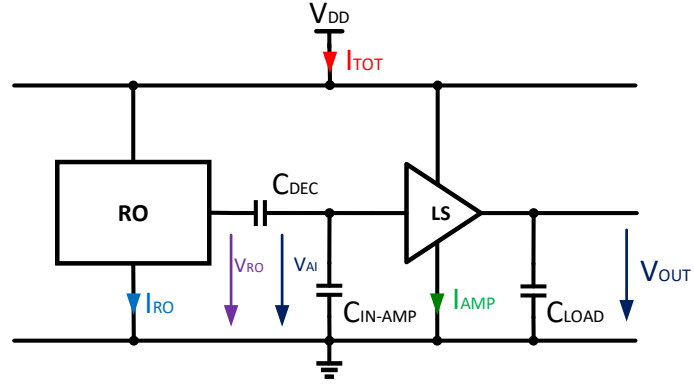 VDD
ITOT
CDEC
RO
LS
VRO
VAI
IRO
CIN-AMP
IAMP
CLOAD
VOUT